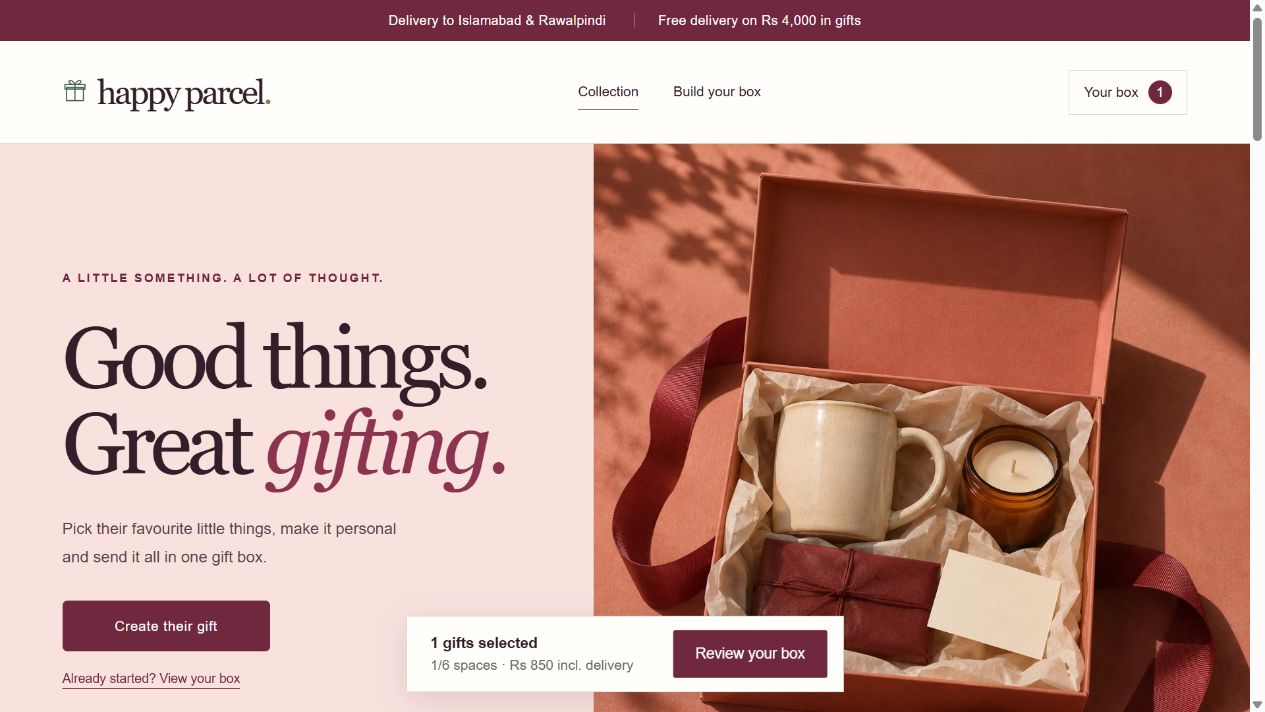 Delivery to Islamabad & Rawalpindi
Free delivery on Rs 4,000 in gifts
happy parcel.
Collection
Build your box
Your box 1
A LITTLE SOMETHING. A LOT OF THOUGHT.
Good things.
Great gifting.
Pick their favourite little things, make it personal
and send it all in one gift box.
Create their gift
Already started? View your box
1 gifts selected
1/6 spaces · Rs 850 incl. delivery
Review your box